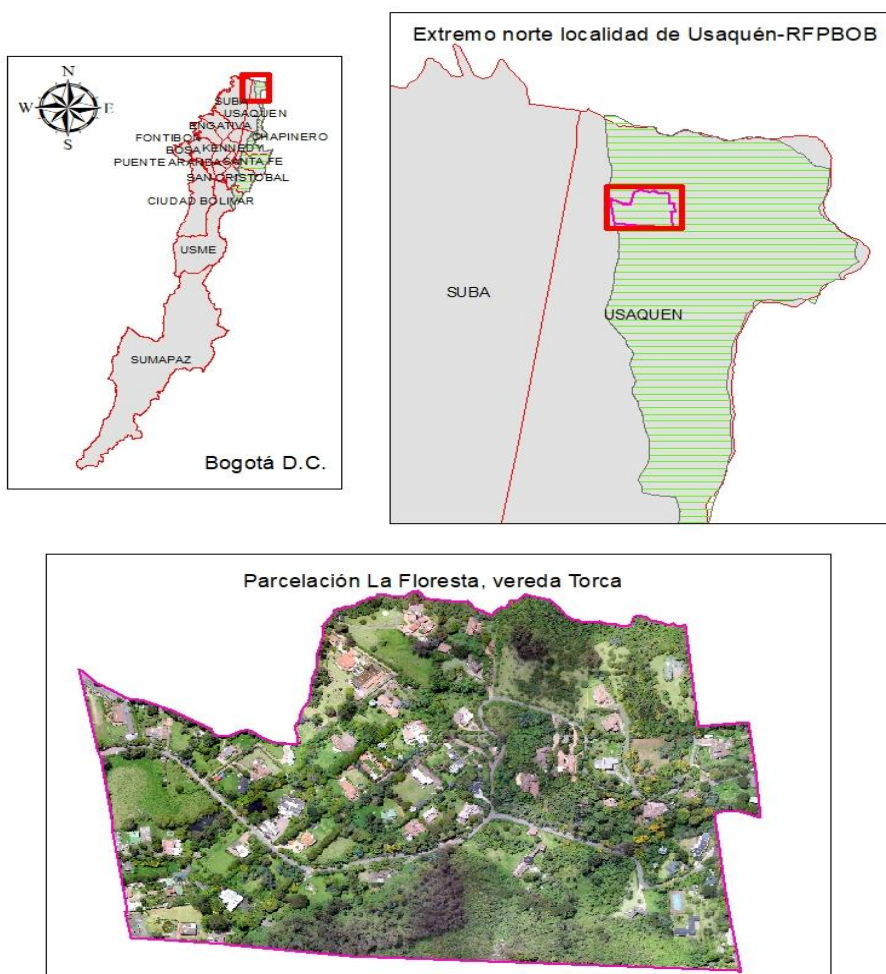 Extremo norte localidad de Usaquén-RFPBOB
N
W E
S
SUBA
USAQUEN
ENGATIVA
CHAPINERO
FONTIBON
BOSA KENNEDY
PUENTE ARANDA SANTA FE
SAN CRISTOBAL
CIUDAD BOLIVAR
USME
SUMAPAZ
Bogotá D.C.
SUBA
USAQUEN
Parcelación La Floresta, vereda Torca